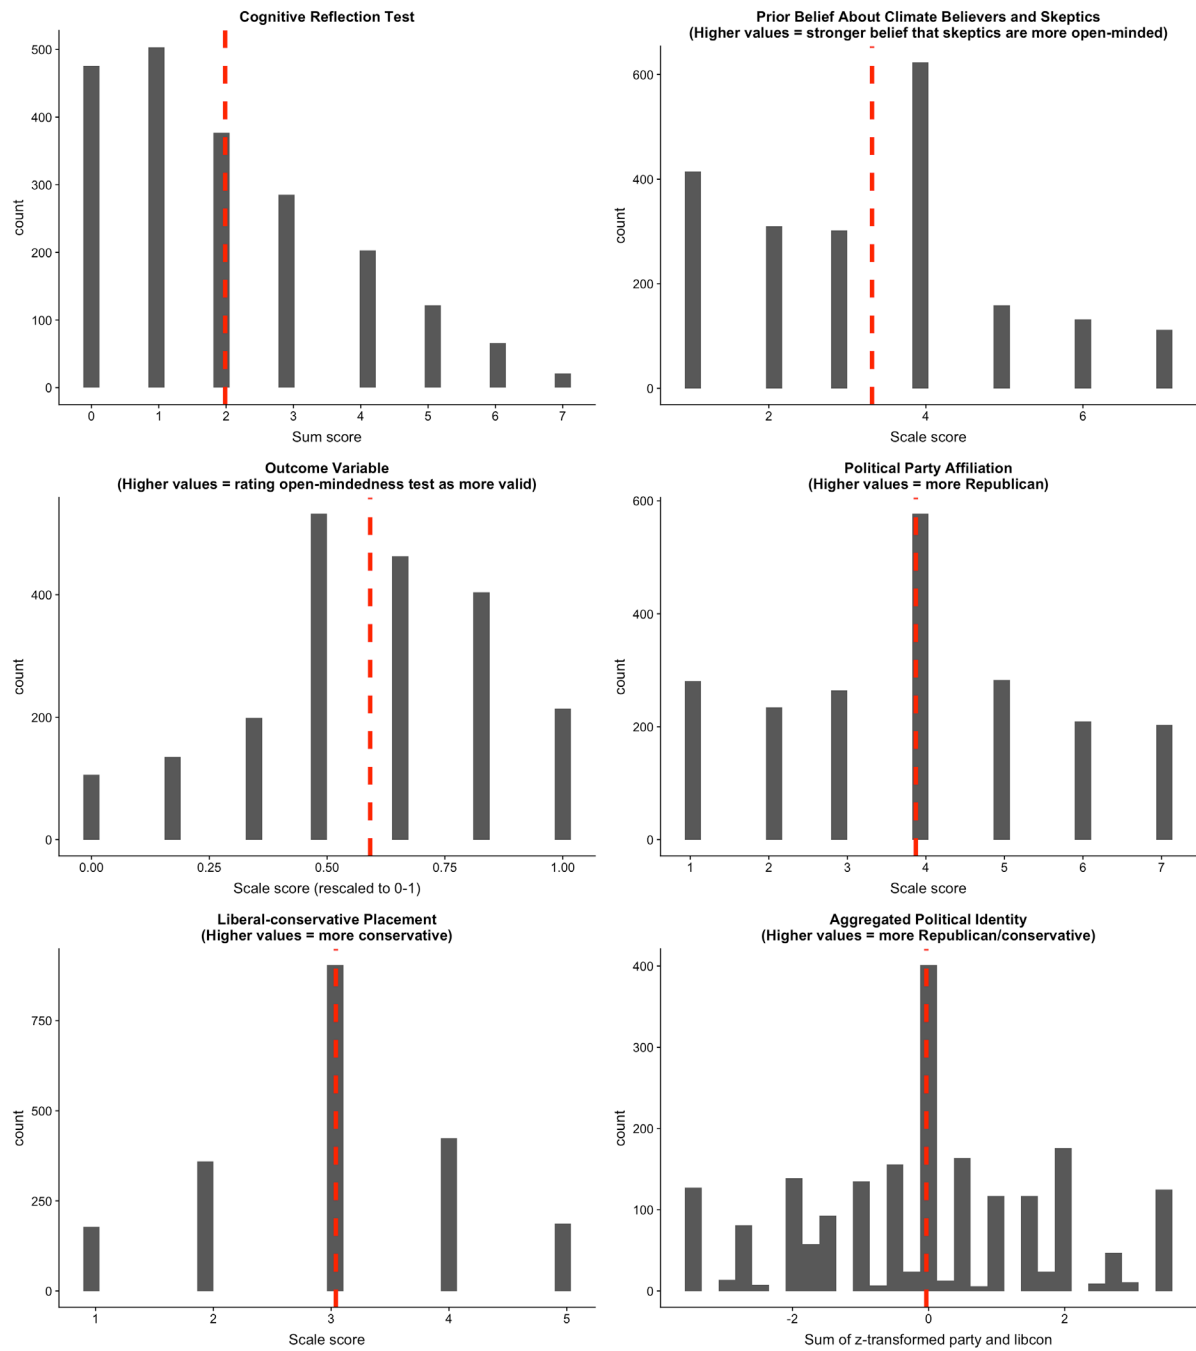 Cognitive Reflection Test
500
400
300
200
100
0
count
0 1 2 3 4 5 6 7
Sum score
Prior Belief About Climate Believers and Skeptics
(Higher values = stronger belief that skeptics are more open-minded)
600
400
200
0
count
2 4 6
Scale score
Outcome Variable
(Higher values = rating open-mindedness test as more valid)
400
200
0
count
0.00 0.25 0.50 0.75 1.00
Scale score (rescaled to 0-1)
Political Party Affiliation
(Higher values = more Republican)
600
400
200
0
count
1 2 3 4 5 6 7
Scale score
Liberal-conservative Placement
(Higher values = more conservative)
750
500
250
0
count
1 2 3 4 5
Scale score
Aggregated Political Identity
(Higher values = more Republican/conservative)
400
300
200
100
0
count
-2 0 2
Sum of z-transformed party and libcon